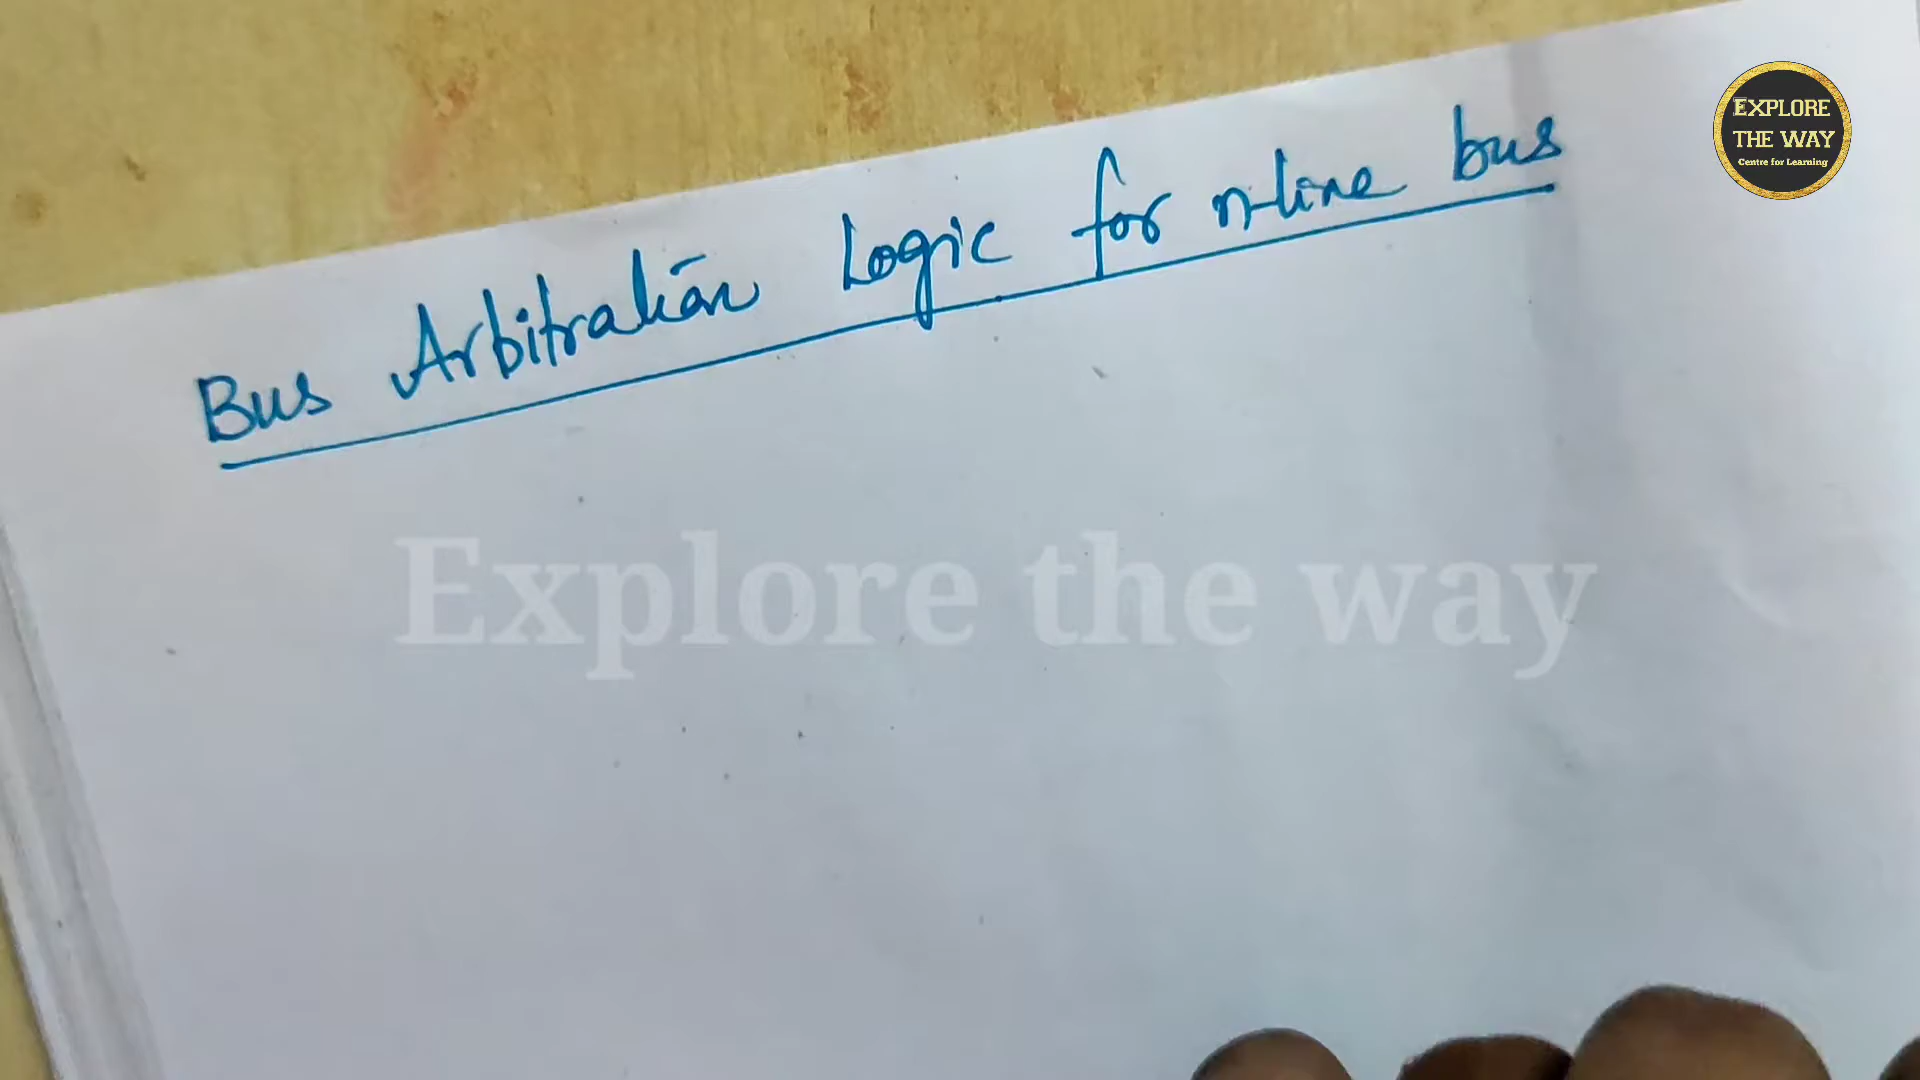 Bus Arbitration Logic for n-line bus
EXPLORE
THE WAY
Centre for Learning
Explore the way